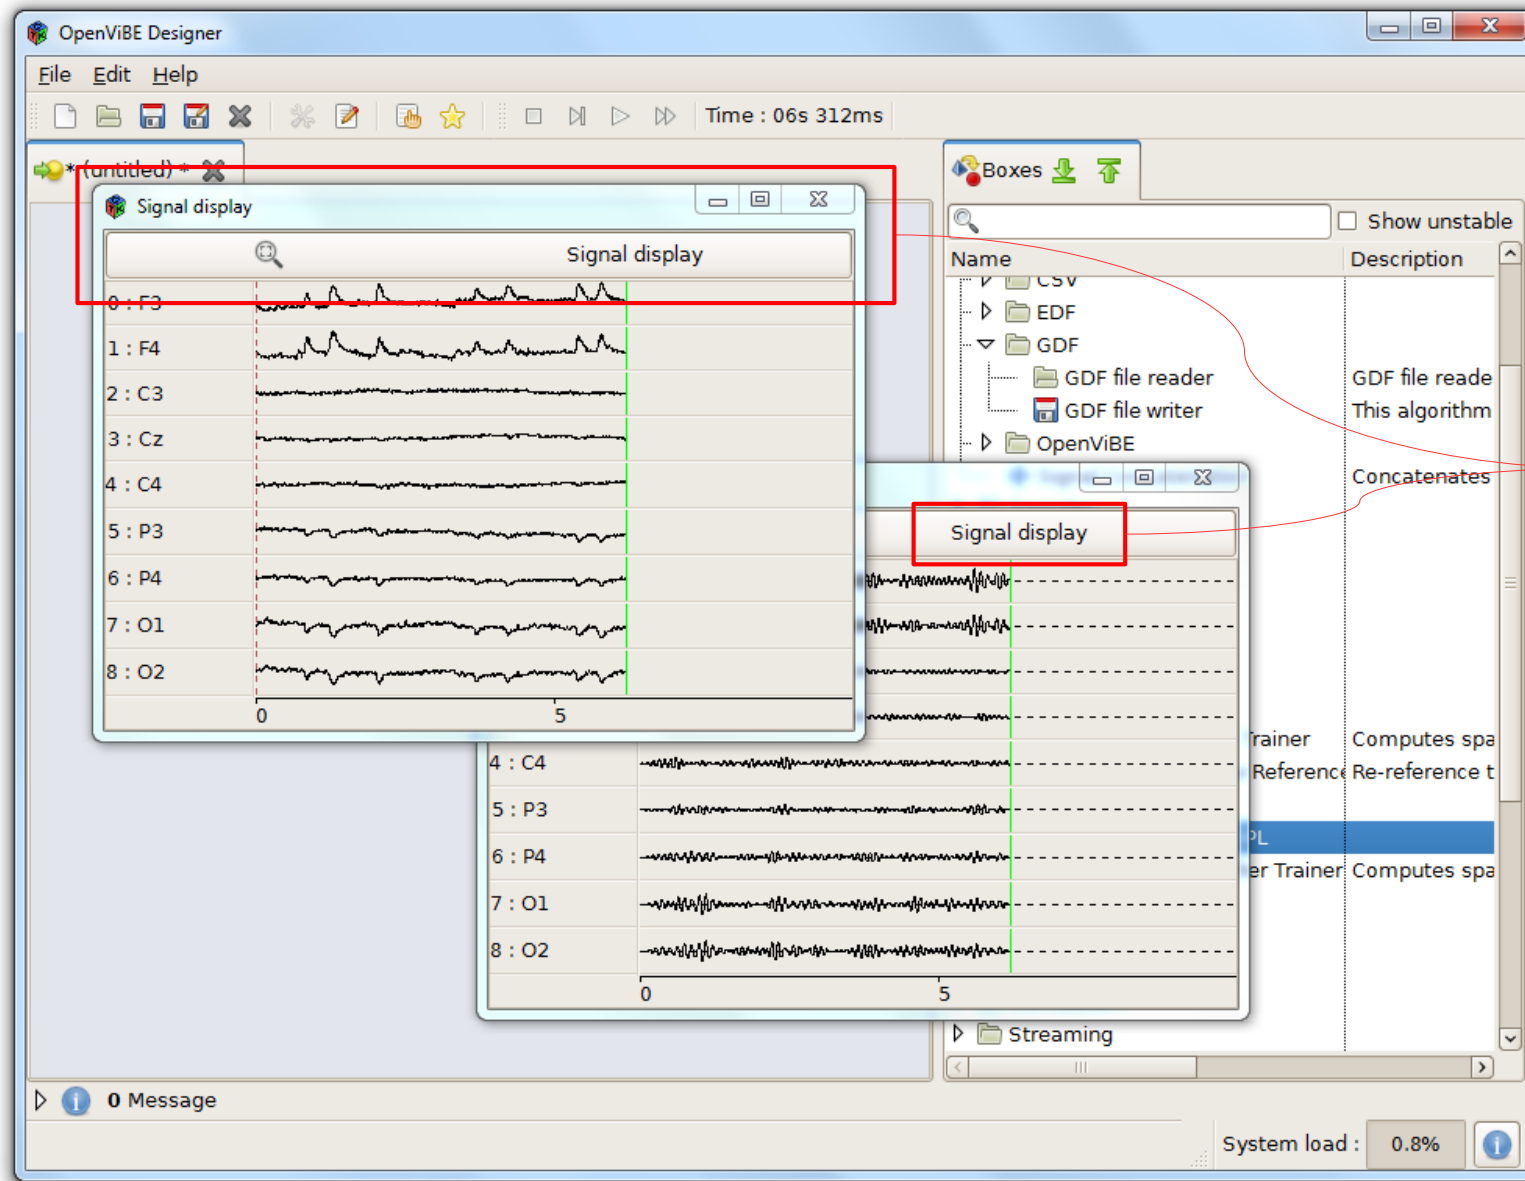 OpenViBE Designer
File Edit Help
Time : 06s 312ms
* (untitled) *
Boxes
Signal display
Show unstable
Signal display
Name Description
0 : F3
CSV
EDF
1 : F4
GDF
GDF file reader GDF file reade
2 : C3
GDF file writer This algorithm
3 : Cz
OpenViBE
4 : C4
Concatenates
5 : P3
Signal display
6 : P4
7 : O1
8 : O2
0 5
Trainer Computes spa
4 : C4
Reference Re-reference t
5 : P3
PL
6 : P4
er Trainer Computes spa
7 : O1
8 : O2
0 5
Streaming
0 Message
System load : 0.8%